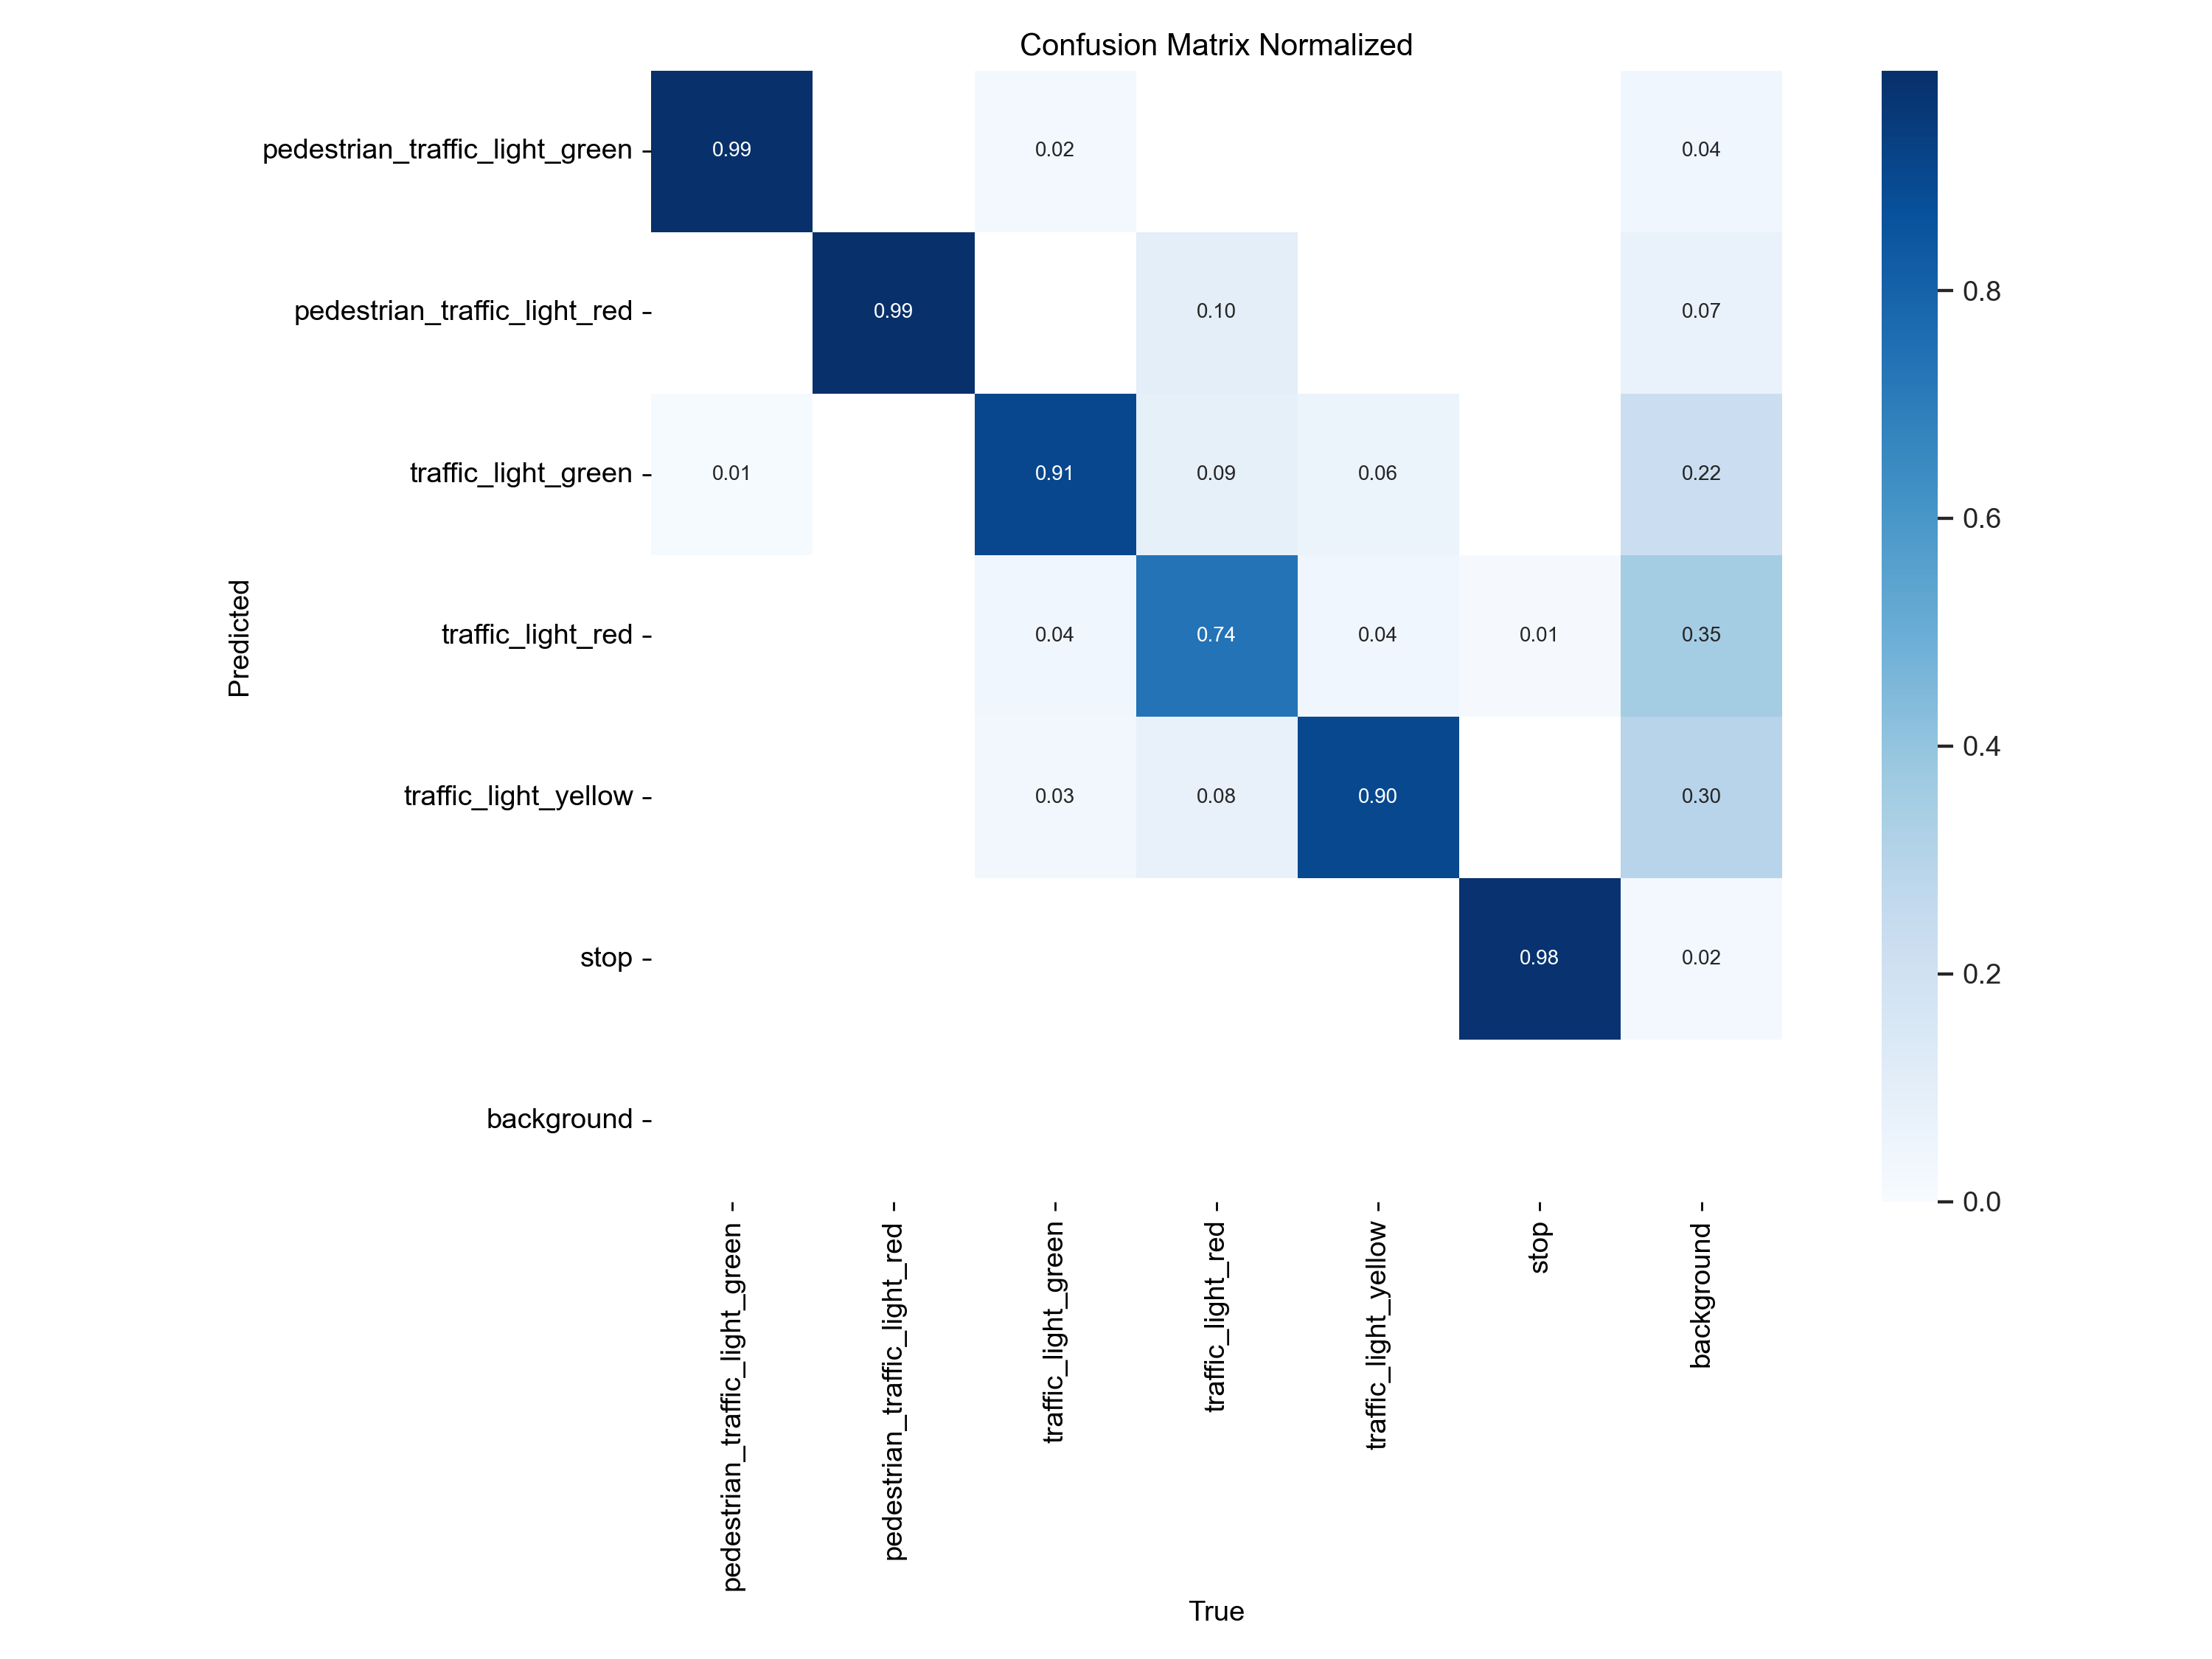 Confusion Matrix Normalized
pedestrian_traffic_light_green 0.99 0.02 0.04
pedestrian_traffic_light_red 0.99 0.10 0.07
traffic_light_green 0.01 0.91 0.09 0.06 0.22
traffic_light_red 0.04 0.74 0.04 0.01 0.35
traffic_light_yellow 0.03 0.08 0.90 0.30
stop 0.98 0.02
background
Predicted
0.8
0.6
0.4
0.2
0.0
pedestrian_traffic_light_green
pedestrian_traffic_light_red
traffic_light_green
traffic_light_red
traffic_light_yellow
stop
background
True